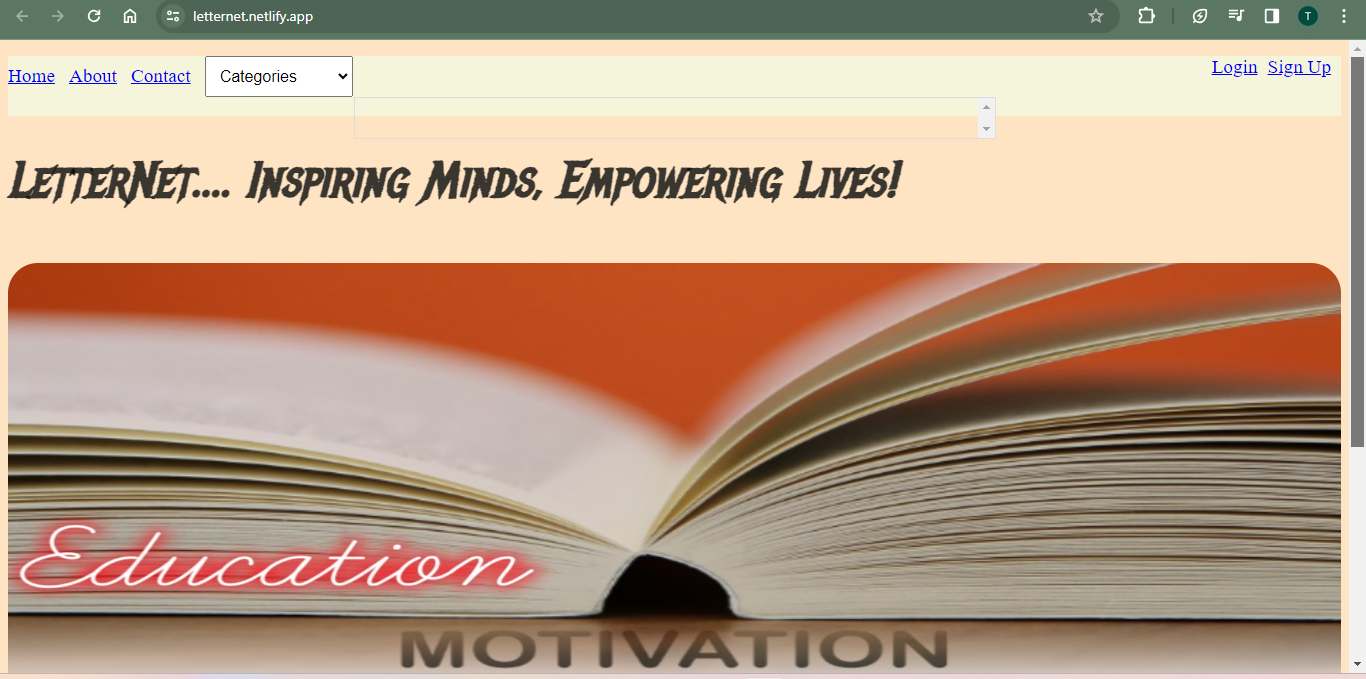 letternet.netlify.app
T
Home About Contact Categories Login Sign Up
LetterNet.... Inspiring Minds, Empowering Lives!
Education
MOTIVATION